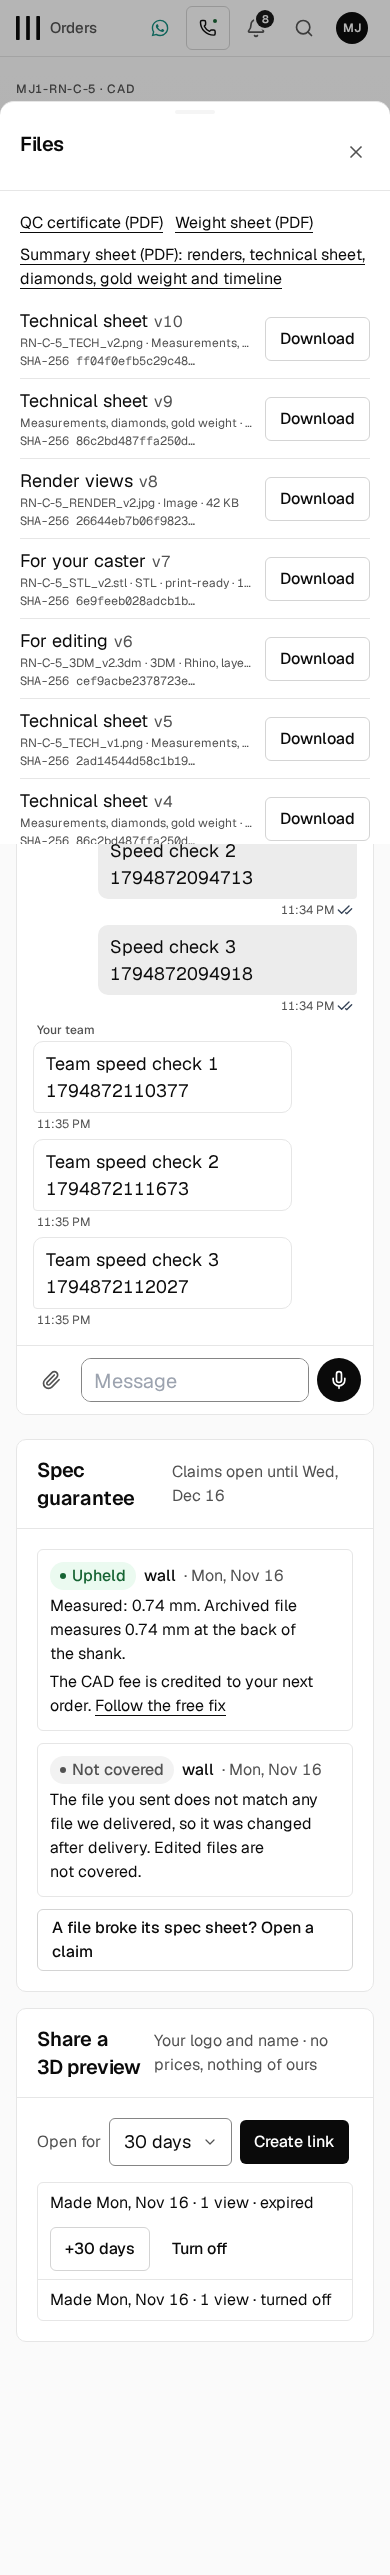 Orders
8
MJ
MJ1-RN-C-5 · CAD
Files
QC certificate (PDF) Weight sheet (PDF)
Summary sheet (PDF): renders, technical sheet,
diamonds, gold weight and timeline
Technical sheet v10
RN-C-5_TECH_v2.png · Measurements, …
SHA-256 ff04f0efb5c29c48…
Download
Technical sheet v9
Measurements, diamonds, gold weight · …
SHA-256 86c2bd487ffa250d…
Download
Render views v8
RN-C-5_RENDER_v2.jpg · Image · 42 KB
SHA-256 26644eb7b06f9823…
Download
For your caster v7
RN-C-5_STL_v2.stl · STL · print-ready · 1…
SHA-256 6e9feeb028adcb1b…
Download
For editing v6
RN-C-5_3DM_v2.3dm · 3DM · Rhino, laye…
SHA-256 cef9acbe2378723e…
Download
Technical sheet v5
RN-C-5_TECH_v1.png · Measurements, …
SHA-256 2ad14544d58c1b19…
Download
Technical sheet v4
Measurements, diamonds, gold weight · …
SHA-256 86c2bd487ffa250d…
Download
Speed check 2
1794872094713
11:34 PM
Speed check 3
1794872094918
11:34 PM
Your team
Team speed check 1
1794872110377
11:35 PM
Team speed check 2
1794872111673
11:35 PM
Team speed check 3
1794872112027
11:35 PM
Message
Spec
guarantee
Claims open until Wed,
Dec 16
Upheld wall · Mon, Nov 16
Measured: 0.74 mm. Archived file
measures 0.74 mm at the back of
the shank.
The CAD fee is credited to your next
order. Follow the free fix
Not covered wall · Mon, Nov 16
The file you sent does not match any
file we delivered, so it was changed
after delivery. Edited files are
not covered.
A file broke its spec sheet? Open a
claim
Share a
3D preview
Your logo and name · no
prices, nothing of ours
Open for 30 days Create link
Made Mon, Nov 16 · 1 view · expired
+30 days Turn off
Made Mon, Nov 16 · 1 view · turned off